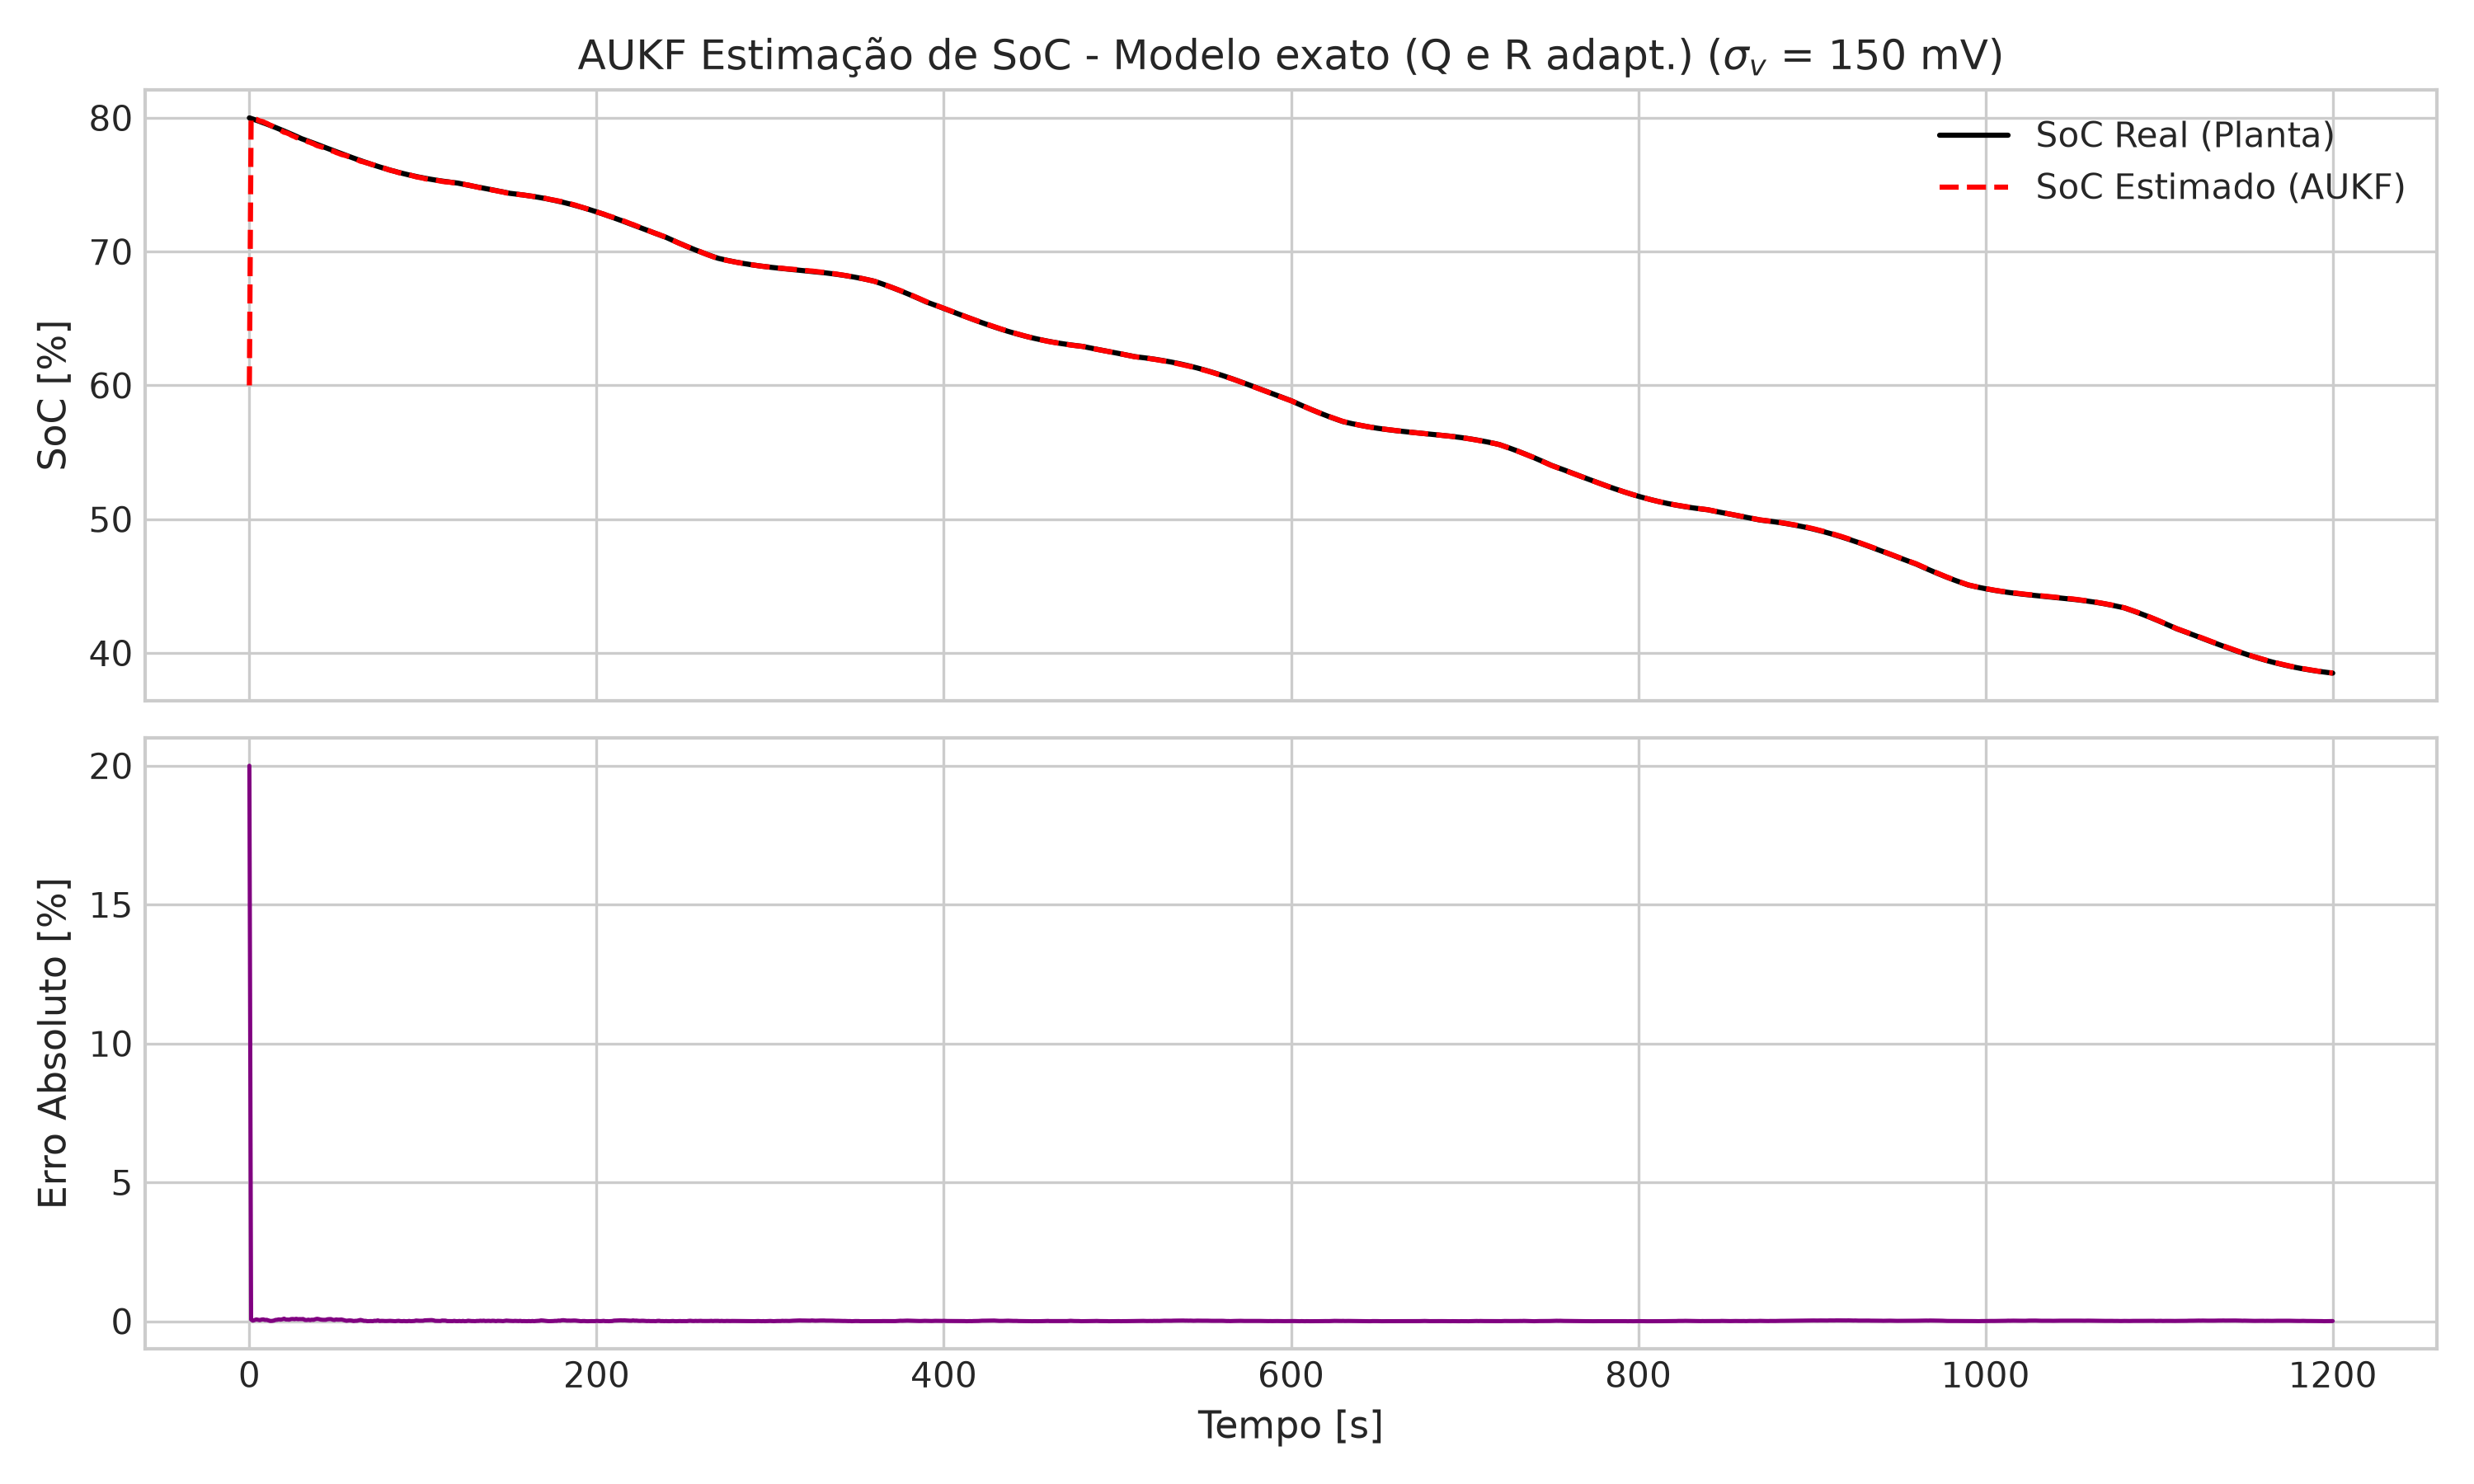 AUKF Estimação de SoC - Modelo exato (Q e R adapt.) (σ_v = 150 mV)
80
70
60
50
40
SoC [%]
SoC Real (Planta)
SoC Estimado (AUKF)
20
15
10
5
0
Erro Absoluto [%]
0 200 400 600 800 1000 1200
Tempo [s]